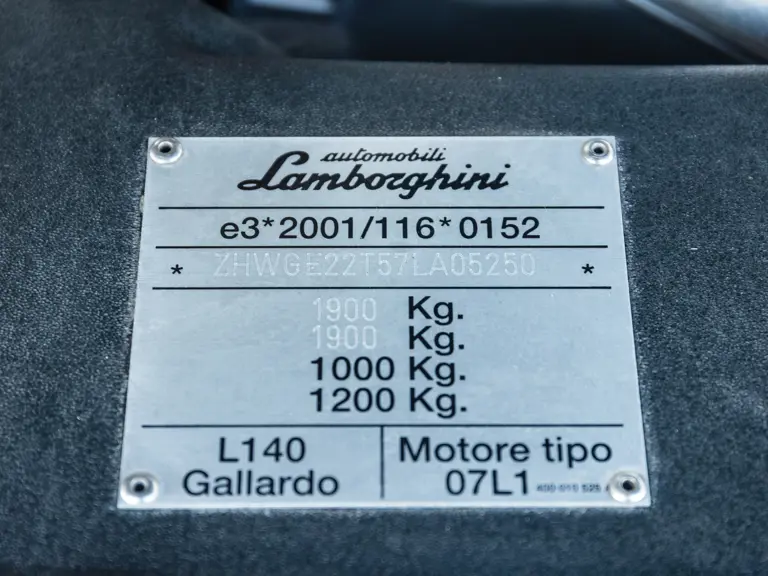 automobili
Lamborghini
e3*2001/116*0152
* ZHWGE22T57LA05250 *
1900 Kg.
1900 Kg.
1000 Kg.
1200 Kg.
L140
Gallardo
Motore tipo
07L1